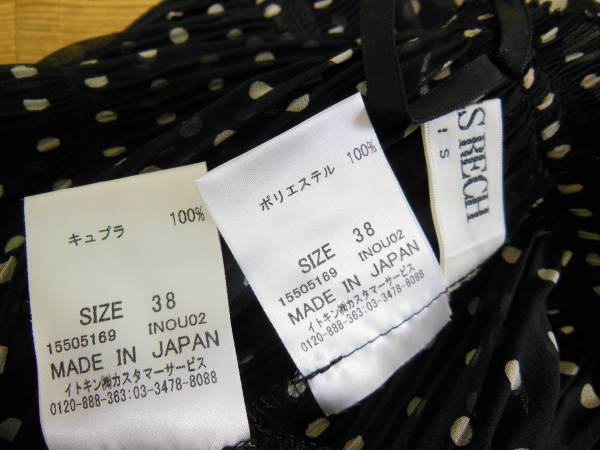 キュプラ 100%
SIZE 38
15505169 INOU02
MADE IN JAPAN
イトキン㈱カスタマーサービス
0120-888-363:03-3478-8088
ポリエステル 100%
SIZE 38
15505169 INOU02
MADE IN JAPAN
イトキン㈱カスタマーサービス
0120-888-363:03-3478-8088
S RECH
I S